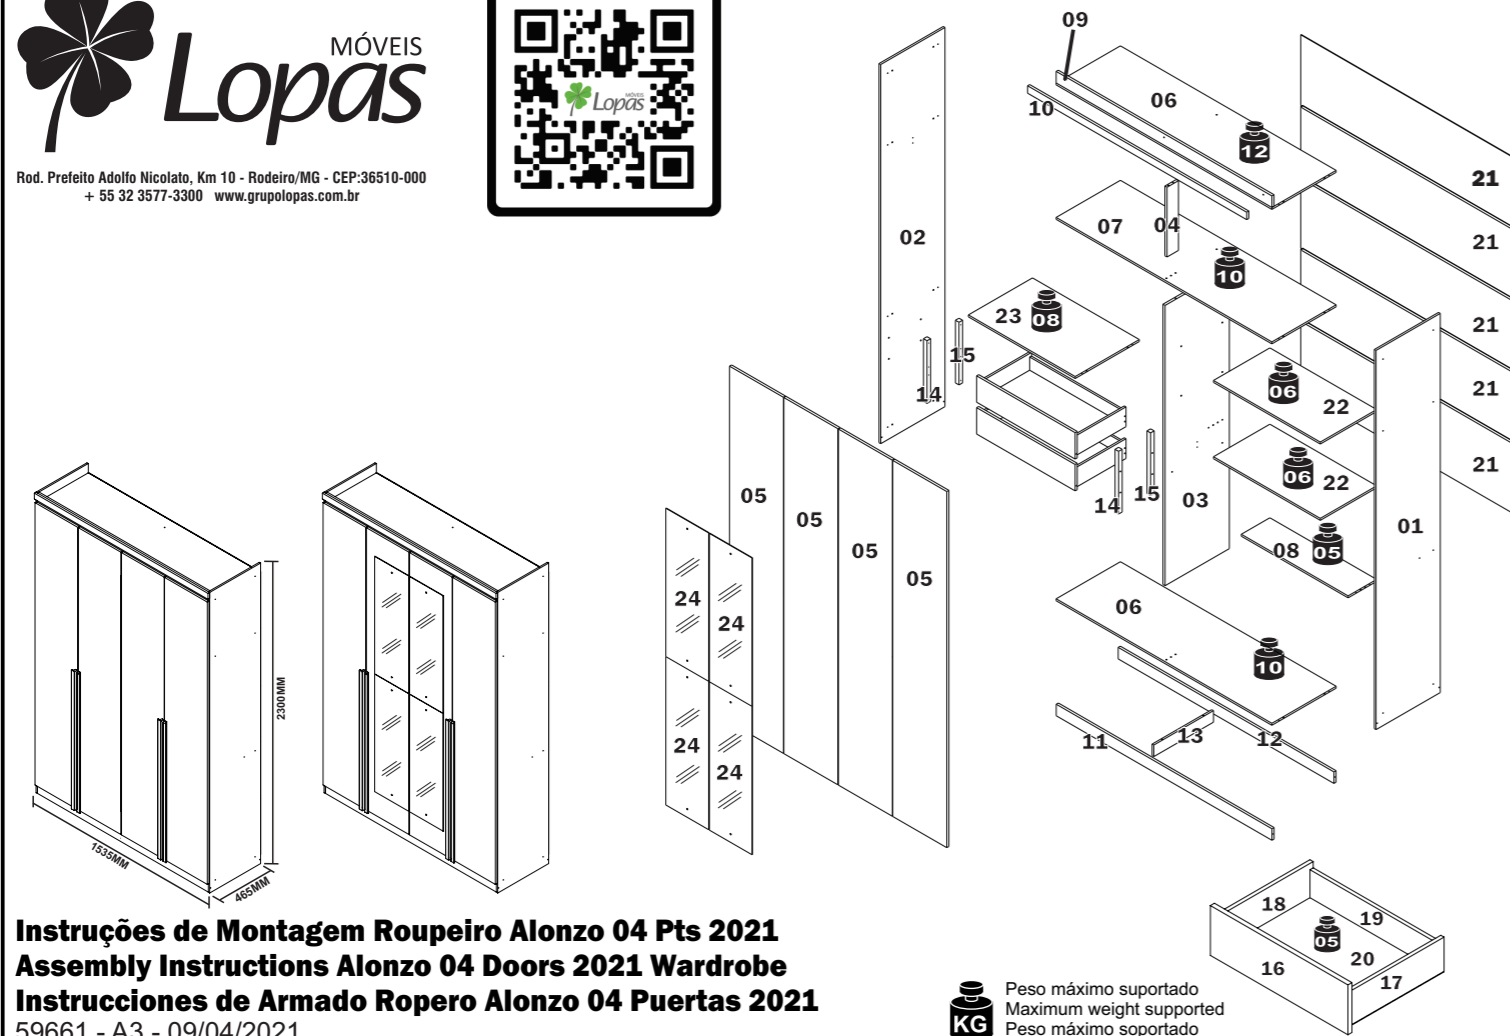 MÓVEIS
Lopas
Rod. Prefeito Adolfo Nicolato, Km 10 - Rodeiro/MG - CEP:36510-000
+ 55 32 3577-3300 www.grupolopas.com.br
MÓVEIS
Lopas
09
10
06
12
21
02
07
04
10
21
23
08
15
14
21
06
22
21
05
05
05
05
14
15
03
06
22
21
01
08
05
24
24
24
24
06
10
11
13
12
2300MM
1535MM
465MM
18
19
05
20
16
17
Instruções de Montagem Roupeiro Alonzo 04 Pts 2021
Assembly Instructions Alonzo 04 Doors 2021 Wardrobe
Instrucciones de Armado Ropero Alonzo 04 Puertas 2021
59661 - A3 - 09/04/2021
KG
Peso máximo suportado
Maximum weight supported
Peso máximo soportado